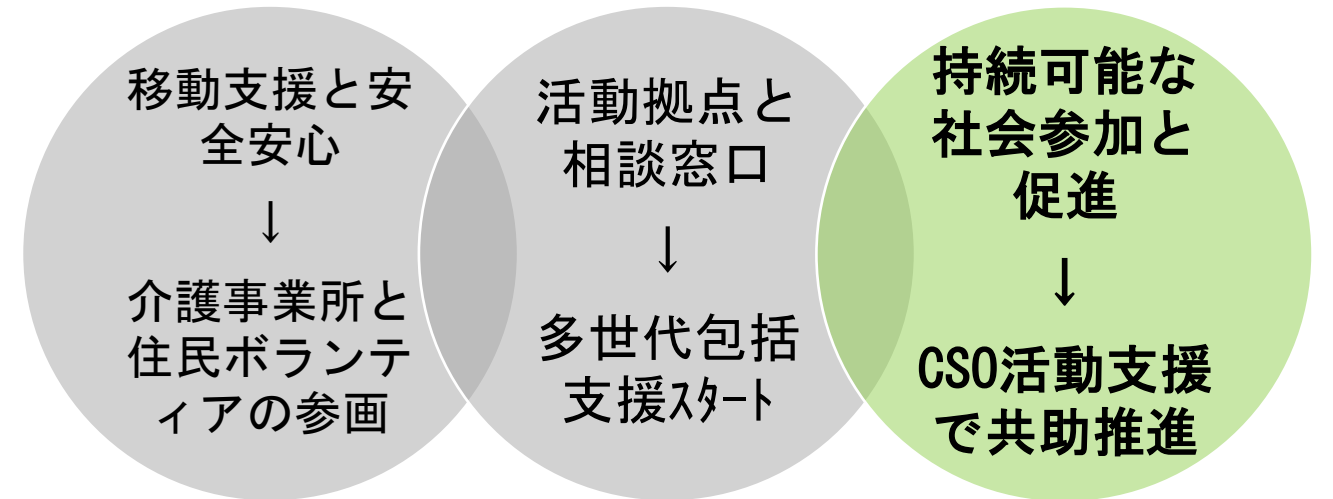 移動支援と安
全安心
↓
介護事業所と
住民ボランテ
ィアの参画
活動拠点と
相談窓口
↓
多世代包括
支援ｽﾀｰﾄ
持続可能な
社会参加と
促進
↓
CSO活動支援
で共助推進